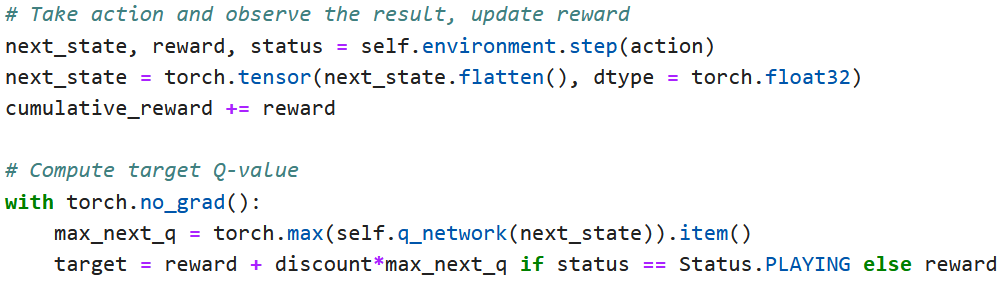 # Take action and observe the result, update reward
next_state, reward, status = self.environment.step(action)
next_state = torch.tensor(next_state.flatten(), dtype = torch.float32)
cumulative_reward += reward

# Compute target Q-value
with torch.no_grad():
    max_next_q = torch.max(self.q_network(next_state)).item()
    target = reward + discount*max_next_q if status == Status.PLAYING else reward